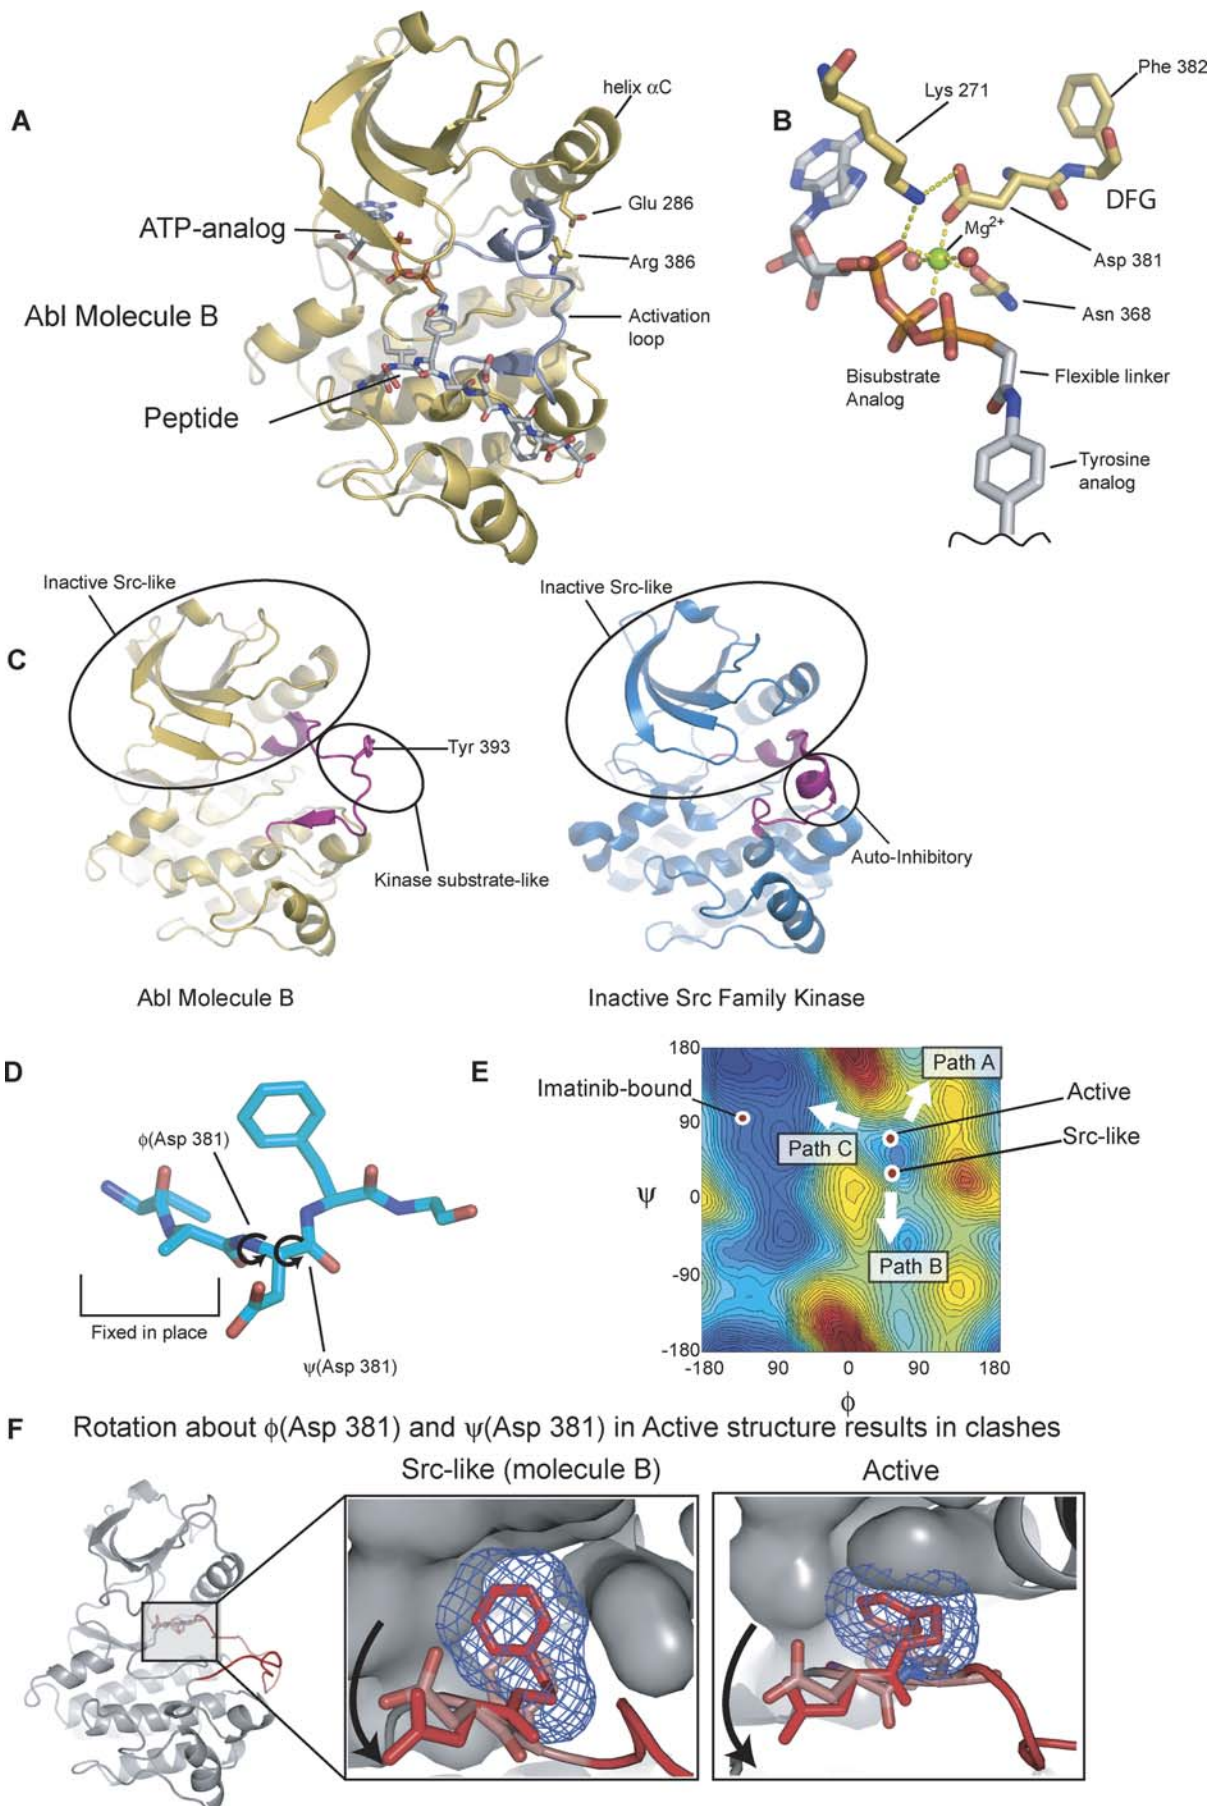 A
helix αC
ATP-analog
Glu 286
Arg 386
Abl Molecule B
Activation
loop
Peptide
B
Lys 271
Phe 382
DFG
Mg2+
Asp 381
Asn 368
Bisubstrate
Analog
Flexible linker
Tyrosine
analog
C
Inactive Src-like
Tyr 393
Kinase substrate-like
Abl Molecule B
Inactive Src-like
Auto-Inhibitory
Inactive Src Family Kinase
D
ϕ(Asp 381)
Fixed in place
ψ(Asp 381)
E
Imatinib-bound
Path A
Active
Path C
Src-like
Path B
180
90
ψ
0
-90
-180
-180
90
0
90
180
ϕ
F
Rotation about ϕ(Asp 381) and ψ(Asp 381) in Active structure results in clashes
Src-like (molecule B)
Active